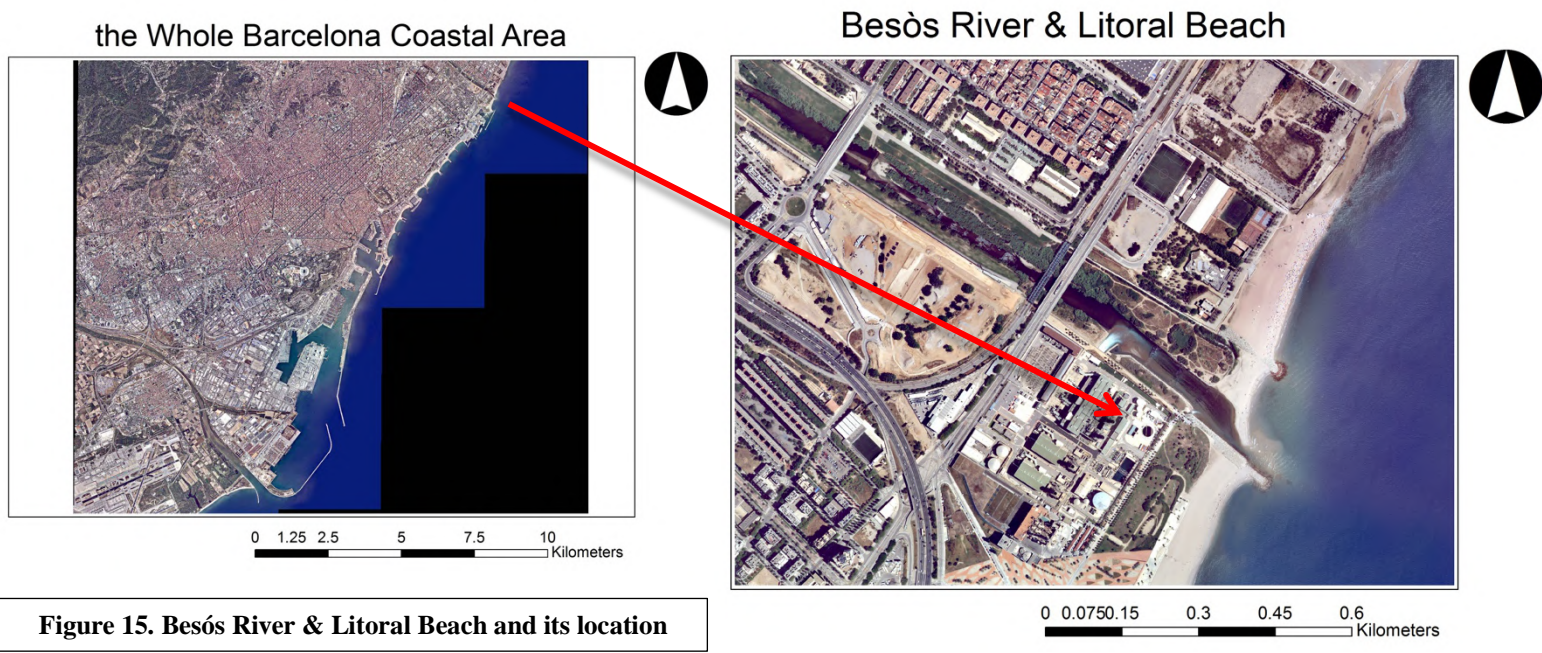 the Whole Barcelona Coastal Area
0 1.25 2.5 5 7.5 10
Kilometers
Figure 15. Besós River & Litoral Beach and its location
Besòs River & Litoral Beach
0 0.0750.15 0.3 0.45 0.6
Kilometers